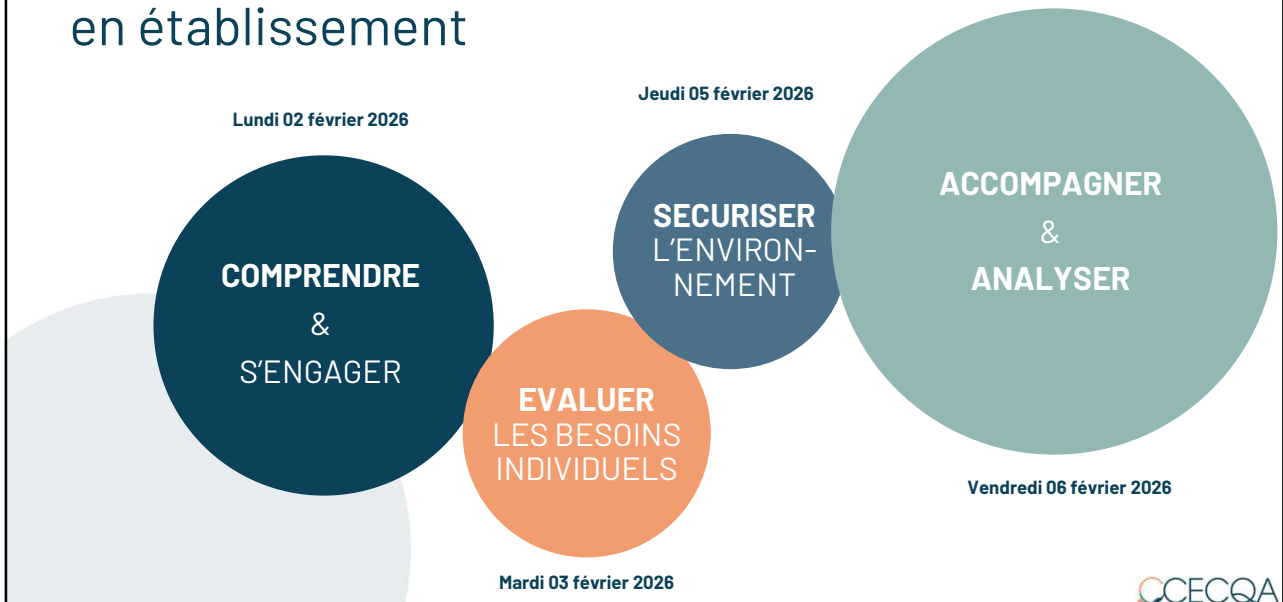 en établissement
Lundi 02 février 2026
COMPRENDRE
&
S'ENGAGER
EVALUER
LES BESOINS
INDIVIDUELS
Mardi 03 février 2026
Jeudi 05 février 2026
SECURISER
L'ENVIRON-
NEMENT
ACCOMPAGNER
&
ANALYSER
Vendredi 06 février 2026
CCECQA